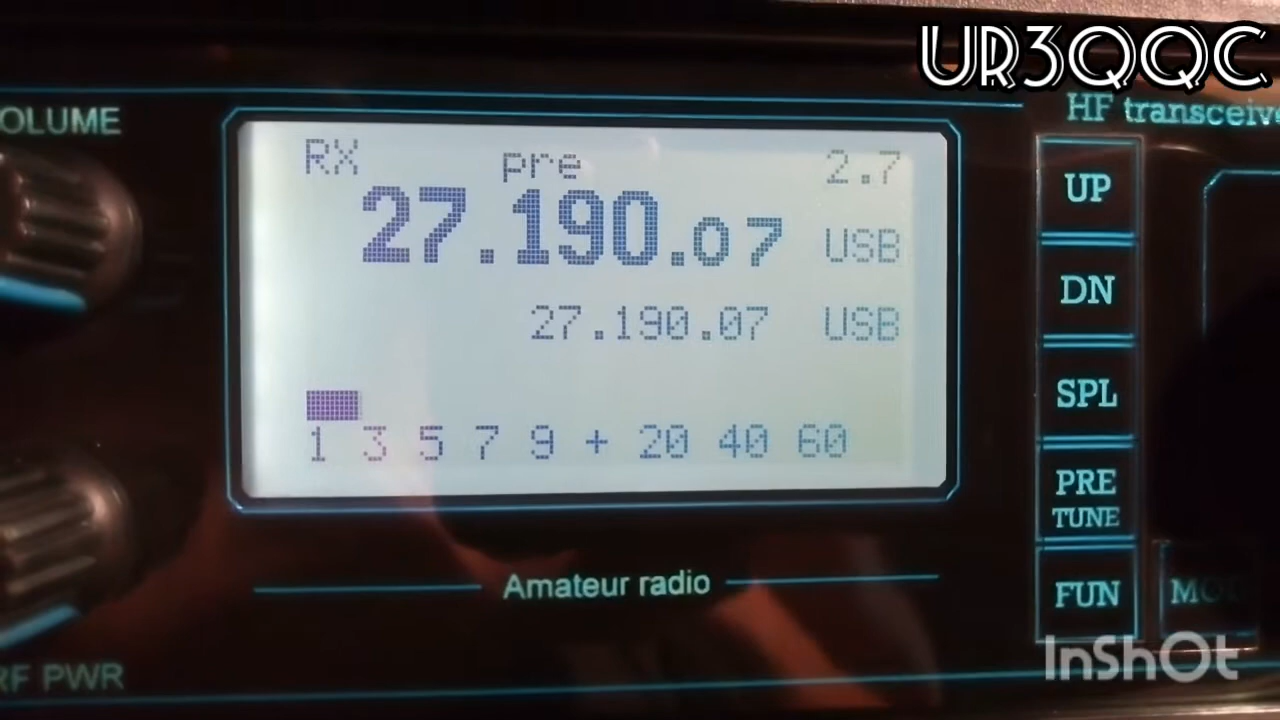 UR3QQC
HF transceive
OLUME
RX pre 2.7
27.190.07 USB
27.190.07 USB
1 3 5 7 9 + 20 40 60
UP
DN
SPL
PRE
TUNE
FUN
Amateur radio
RF PWR
InShOt